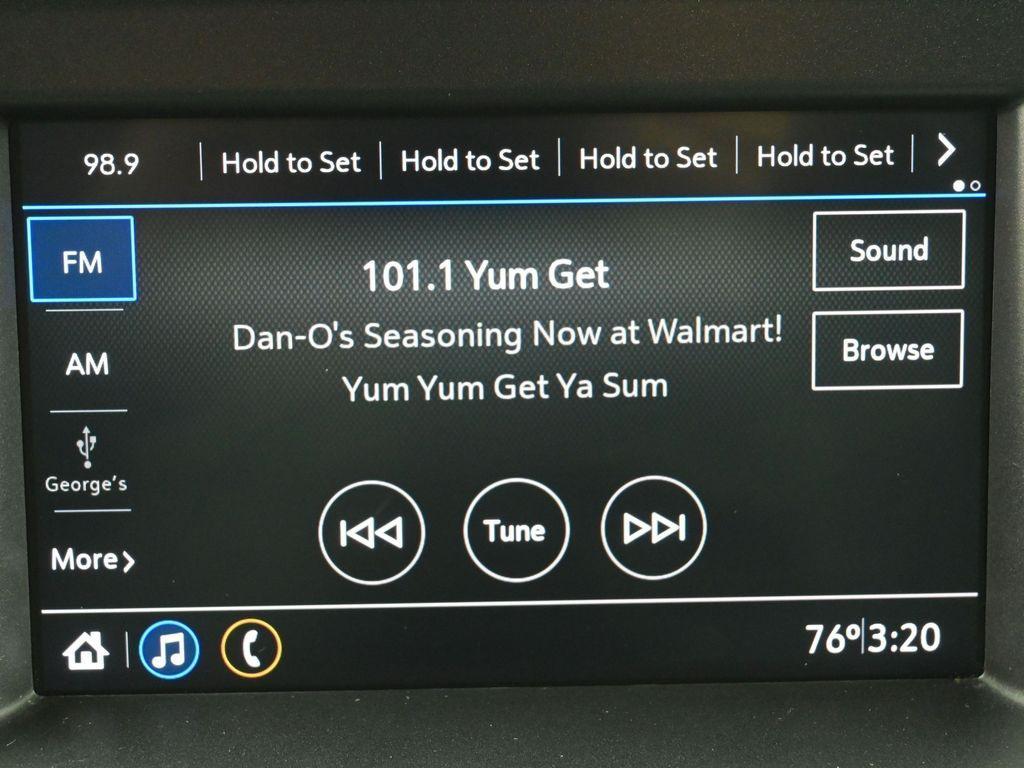 98.9 Hold to Set Hold to Set Hold to Set Hold to Set
FM
101.1 Yum Get
Sound
Dan-O's Seasoning Now at Walmart!
Browse
AM
Yum Yum Get Ya Sum
George's
Tune
More
76º 3:20